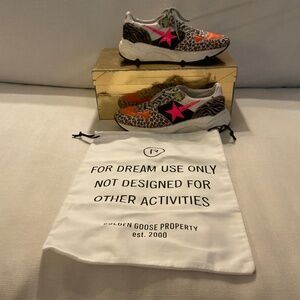 FOR DREAM USE ONLY
NOT DESIGNED FOR
OTHER ACTIVITIES
GOLDEN GOOSE PROPERTY
est. 2000